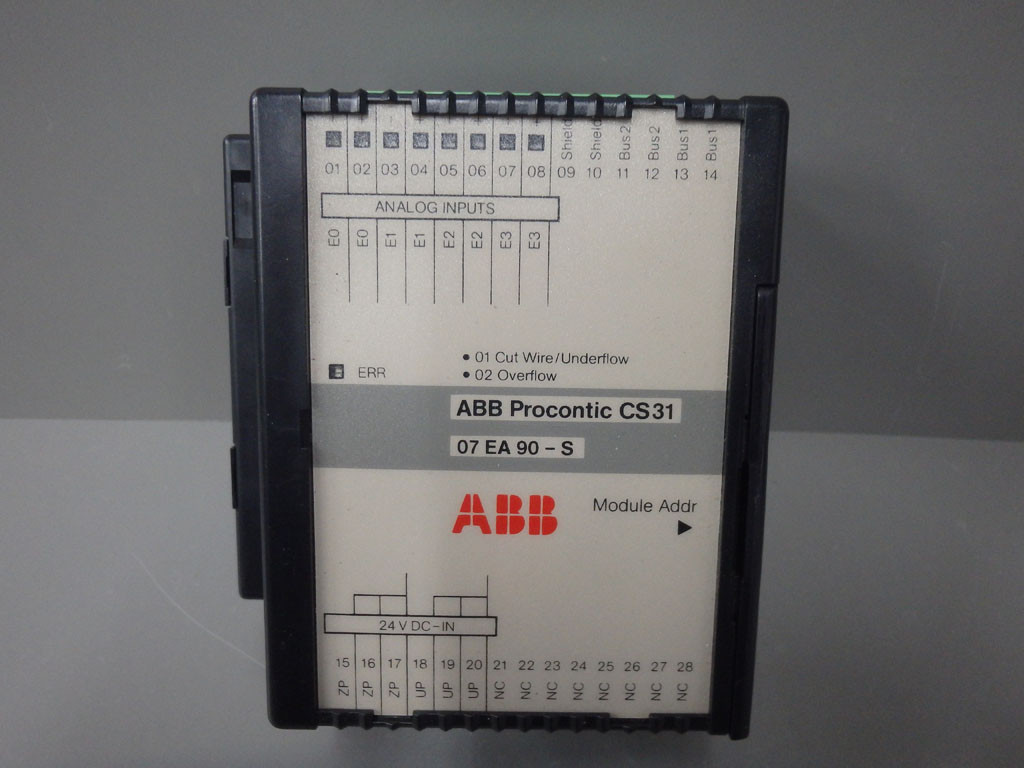 Shield Shield Bus2 Bus2 Bus1 Bus1
01 02 03 04 05 06 07 08 09 10 11 12 13 14
ANALOG INPUTS
E0 E0 E1 E1 E2 E2 E3 E3
• 01 Cut Wire/Underflow
ERR • 02 Overflow
ABB Procontic CS31
07 EA 90 – S
ABB Module Addr
24 V DC–IN
15 16 17 18 19 20 21 22 23 24 25 26 27 28
ZP ZP ZP UP UP UP NC NC NC NC NC NC NC NC